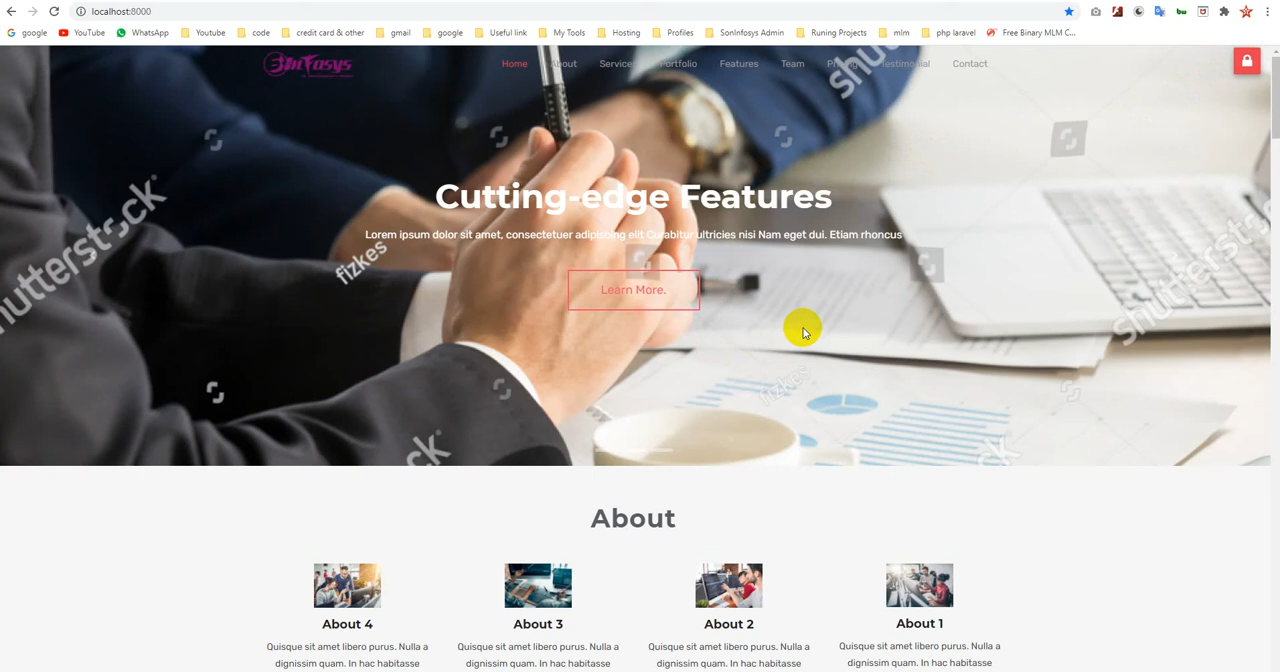 localhost:8000
google YouTube WhatsApp Youtube code credit card & other gmail google Useful link My Tools Hosting Profiles SonInfosys Admin Runing Projects mlm php laravel Free Binary MLM C...
Home About Services Portfolio Features Team Pricing Testimonial Contact
Cutting-edge Features
Lorem ipsum dolor sit amet, consectetuer adipiscing elit Curabitur ultricies nisi Nam eget dui. Etiam rhoncus
Learn More.
shutterstock
fizkes
fizkes
About
About 4
Quisque sit amet libero purus. Nulla a
dignissim quam. In hac habitasse
About 3
Quisque sit amet libero purus. Nulla a
dignissim quam. In hac habitasse
About 2
Quisque sit amet libero purus. Nulla a
dignissim quam. In hac habitasse
About 1
Quisque sit amet libero purus. Nulla a
dignissim quam. In hac habitasse